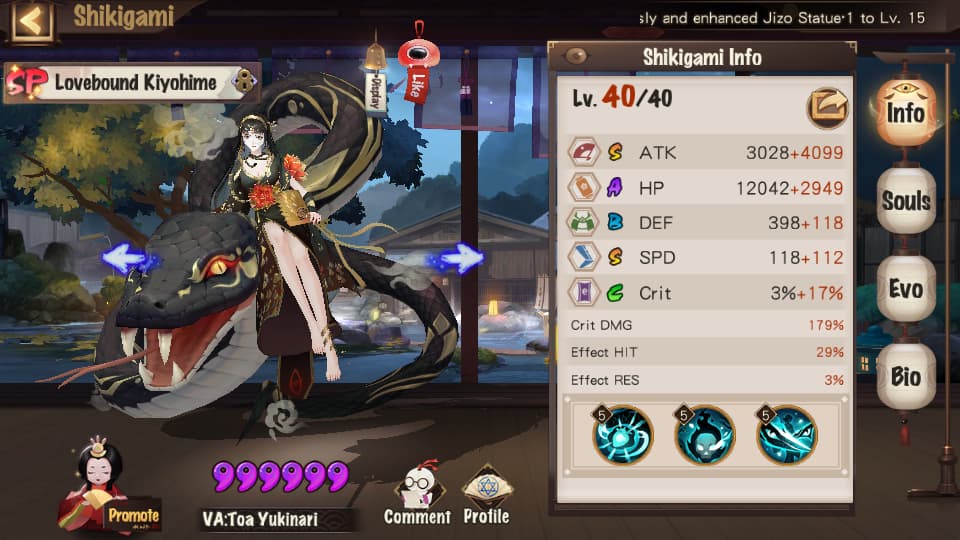 Shikigami
sly and enhanced Jizo Statue·1 to Lv. 15
SP Lovebound Kiyohime
Display
Like
Shikigami Info
Lv. 40/40
S ATK 3028+4099
A HP 12042+2949
B DEF 398+118
S SPD 118+112
C Crit 3%+17%
Crit DMG 179%
Effect HIT 29%
Effect RES 3%
5 5 5
Info
Souls
Evo
Bio
Promote
VA:Toa Yukinari
Comment
Profile